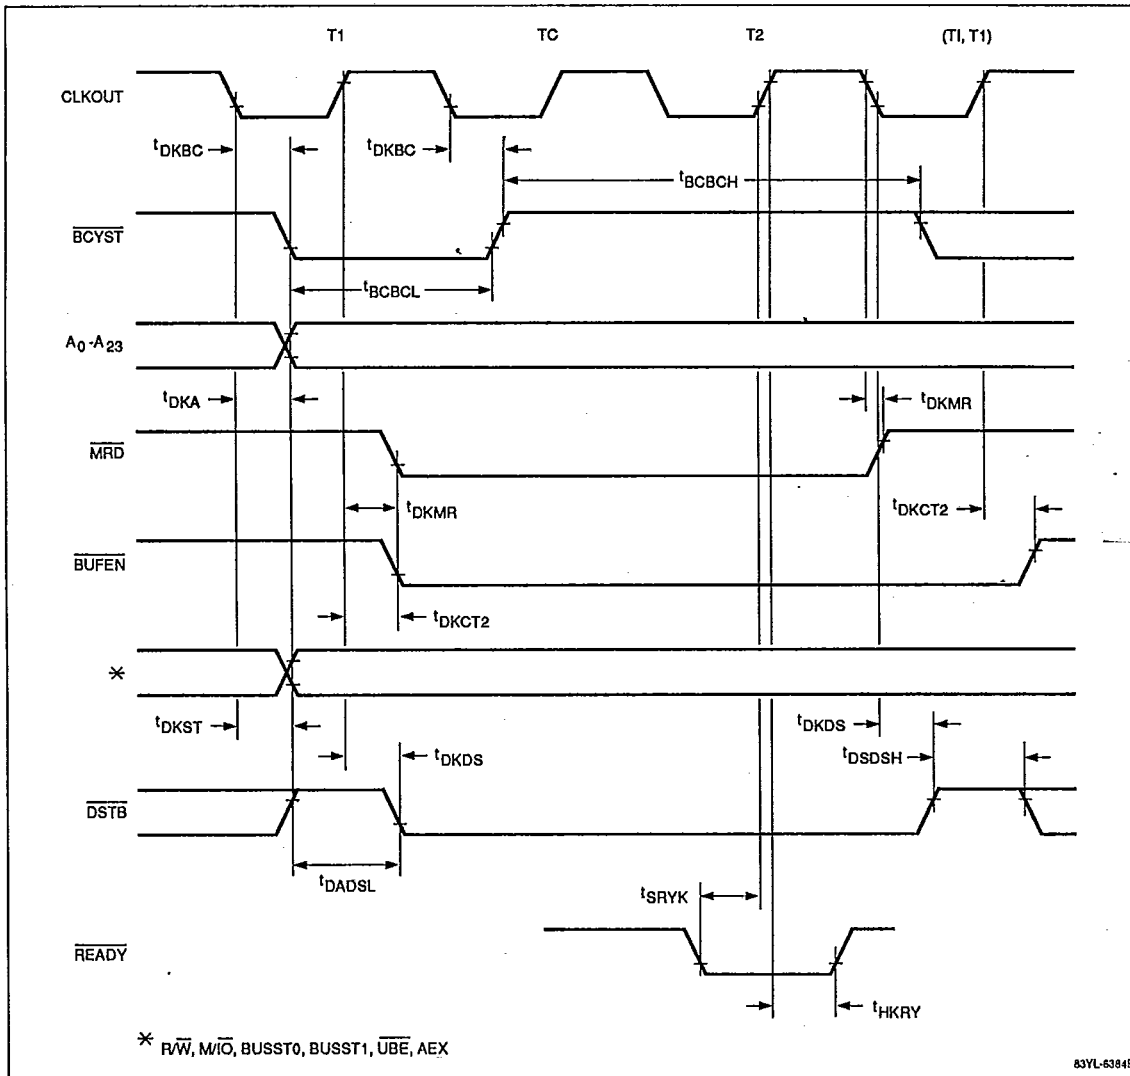 T1 TC T2 (TI, T1)
CLKOUT
tDKBC tDKBC
tBCBCH
BCYST
tBCBCL
A0-A23
tDKA tDKMR
MRD
tDKMR tDKCT2
BUFEN
tDKCT2
*
tDKST tDKDS
tDKDS tDSDSH
DSTB
tDADSL
tSRYK
READY
tHKRY
* R/W, M/IO, BUSST0, BUSST1, UBE, AEX